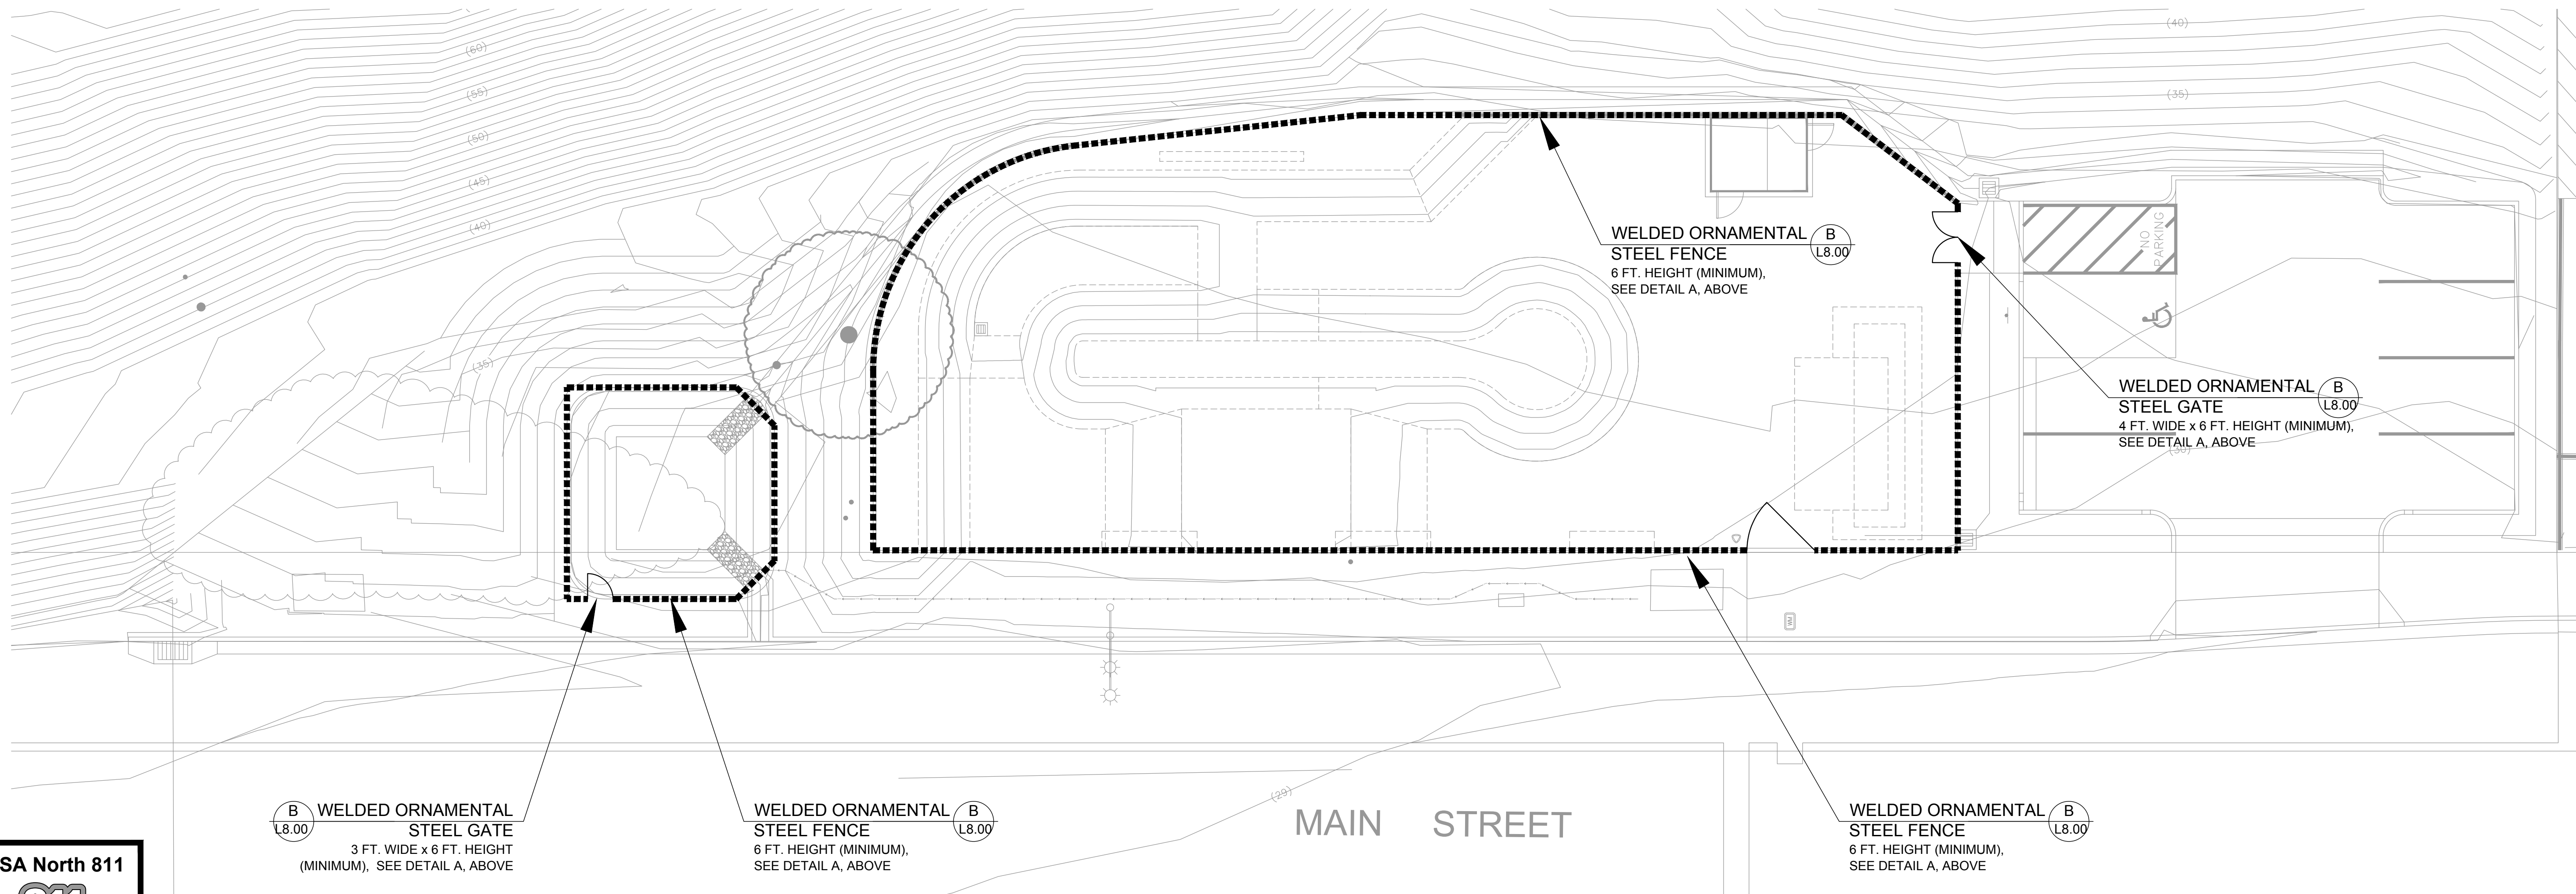 (60)
(55)
(50)
(45)
(40)
(35)
(40)
(35)
NO
PARKING
WELDED ORNAMENTAL
STEEL FENCE
6 FT. HEIGHT (MINIMUM),
SEE DETAIL A, ABOVE
B
L8.00
WELDED ORNAMENTAL
STEEL GATE
4 FT. WIDE x 6 FT. HEIGHT (MINIMUM),
SEE DETAIL A, ABOVE
B
L8.00
(30)
WM
B
L8.00
WELDED ORNAMENTAL
STEEL GATE
3 FT. WIDE x 6 FT. HEIGHT
(MINIMUM), SEE DETAIL A, ABOVE
WELDED ORNAMENTAL
STEEL FENCE
6 FT. HEIGHT (MINIMUM),
SEE DETAIL A, ABOVE
B
L8.00
(29)
MAIN STREET
WELDED ORNAMENTAL
STEEL FENCE
6 FT. HEIGHT (MINIMUM),
SEE DETAIL A, ABOVE
B
L8.00
SA North 811